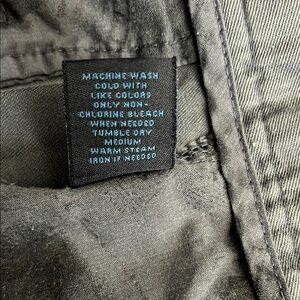 MACHINE WASH
COLD WITH
LIKE COLORS
ONLY NON-
CHLORINE BLEACH
WHEN NEEDED
TUMBLE DRY
MEDIUM
WARM STEAM
IRON IF NEEDED